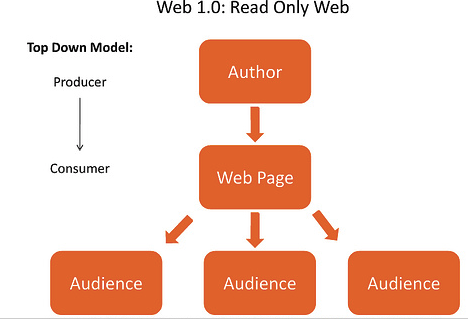 Web 1.0: Read Only Web
Top Down Model:
Producer
Consumer
Author
Web Page
Audience
Audience
Audience